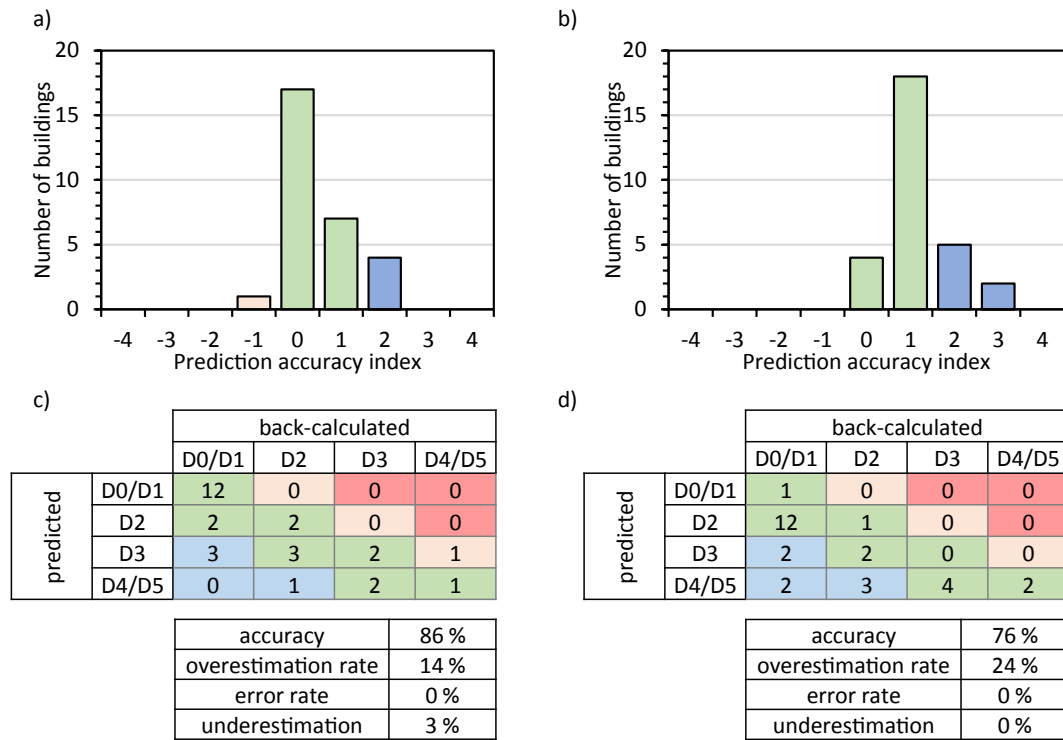 a)
20
15
10
5
0
Number of buildings
-4 -3 -2 -1 0 1 2 3 4
Prediction accuracy index
b)
20
15
10
5
0
Number of buildings
-4 -3 -2 -1 0 1 2 3 4
Prediction accuracy index
c)
back-calculated
D0/D1 D2 D3 D4/D5
predicted
D0/D1 12 0 0 0
D2 2 2 0 0
D3 3 3 2 1
D4/D5 0 1 2 1
accuracy 86 %
overestimation rate 14 %
error rate 0 %
underestimation 3 %
d)
back-calculated
D0/D1 D2 D3 D4/D5
predicted
D0/D1 1 0 0 0
D2 12 1 0 0
D3 2 2 0 0
D4/D5 2 3 4 2
accuracy 76 %
overestimation rate 24 %
error rate 0 %
underestimation 0 %